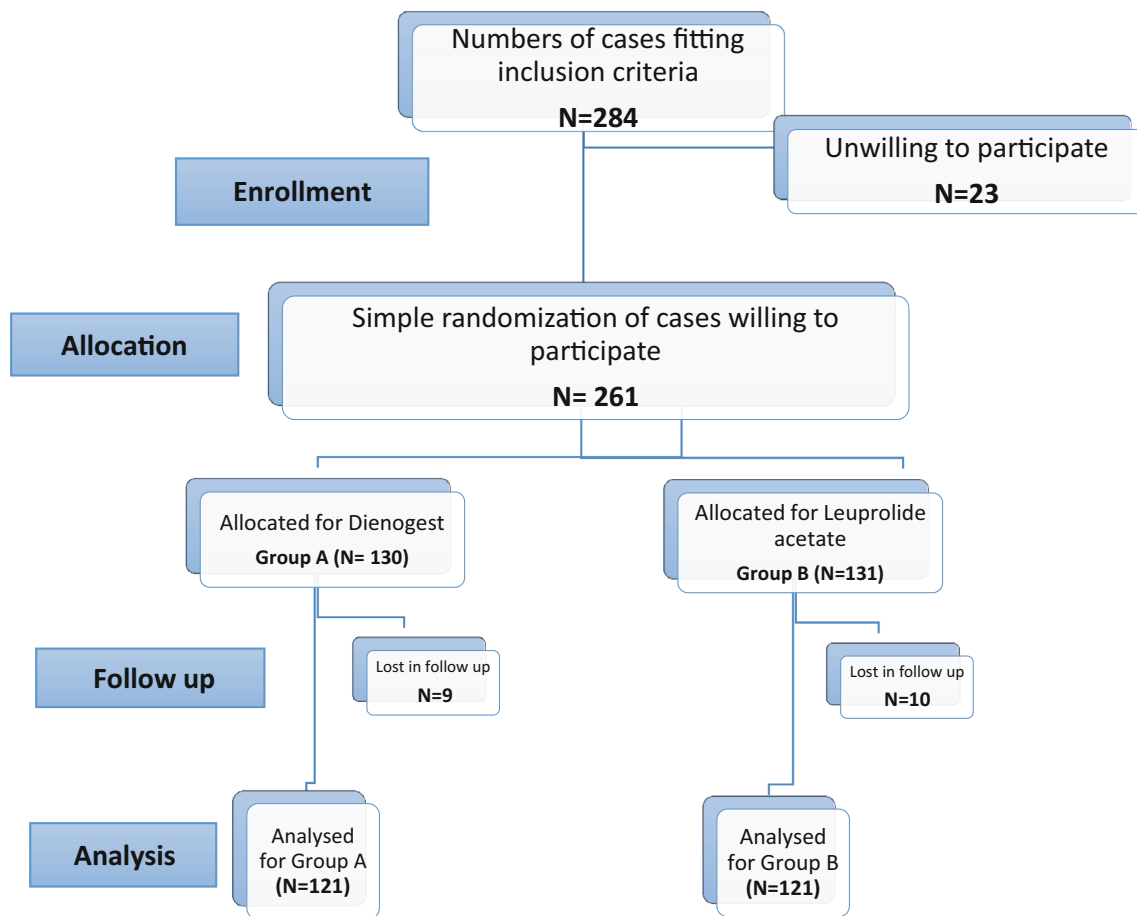 Numbers of cases fitting
inclusion criteria
N=284
Unwilling to participate
N=23
Enrollment
Simple randomization of cases willing to
participate
N= 261
Allocation
Allocated for Dienogest
Group A (N= 130)
Allocated for Leuprolide
acetate
Group B (N=131)
Follow up
Lost in follow up
N=9
Lost in follow up
N=10
Analysis
Analysed
for Group A
(N=121)
Analysed
for Group B
(N=121)